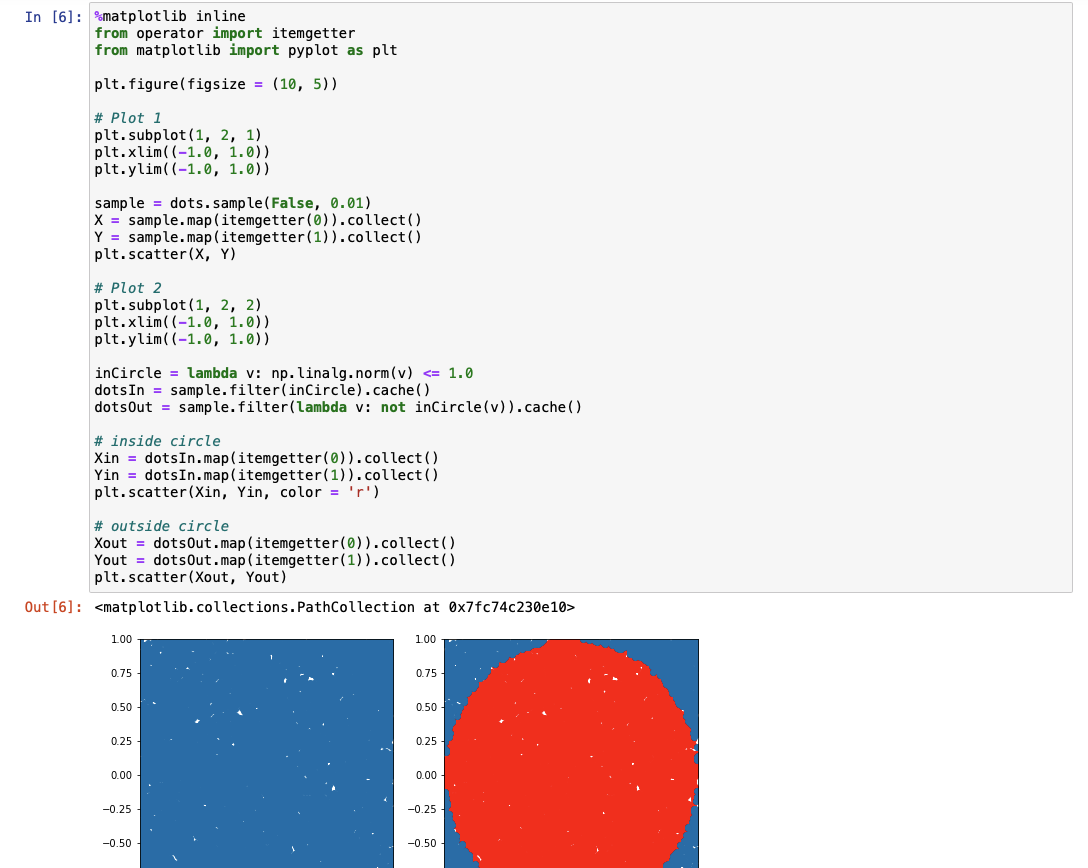 In [6]: %matplotlib inline
from operator import itemgetter
from matplotlib import pyplot as plt
plt.figure(figsize = (10, 5))
# Plot 1
plt.subplot(1, 2, 1)
plt.xlim((-1.0, 1.0))
plt.ylim((-1.0, 1.0))
sample = dots.sample(False, 0.01)
X = sample.map(itemgetter(0)).collect()
Y = sample.map(itemgetter(1)).collect()
plt.scatter(X, Y)
# Plot 2
plt.subplot(1, 2, 2)
plt.xlim((-1.0, 1.0))
plt.ylim((-1.0, 1.0))
inCircle = lambda v: np.linalg.norm(v) <= 1.0
dotsIn = sample.filter(inCircle).cache()
dotsOut = sample.filter(lambda v: not inCircle(v)).cache()
# inside circle
Xin = dotsIn.map(itemgetter(0)).collect()
Yin = dotsIn.map(itemgetter(1)).collect()
plt.scatter(Xin, Yin, color = 'r')
# outside circle
Xout = dotsOut.map(itemgetter(0)).collect()
Yout = dotsOut.map(itemgetter(1)).collect()
plt.scatter(Xout, Yout)
Out[6]: <matplotlib.collections.PathCollection at 0x7fc74c230e10>
1.00
0.75
0.50
0.25
0.00
−0.25
−0.50
1.00
0.75
0.50
0.25
0.00
−0.25
−0.50